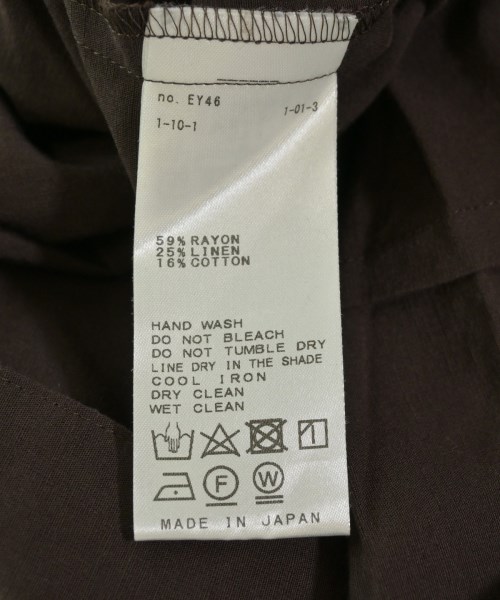 no. EY46
1-01-3
1-10-1
59% RAYON
25% LINEN
16% COTTON
HAND WASH
DO NOT BLEACH
DO NOT TUMBLE DRY
LINE DRY IN THE SHADE
COOL IRON
DRY CLEAN
WET CLEAN
F W
MADE IN JAPAN